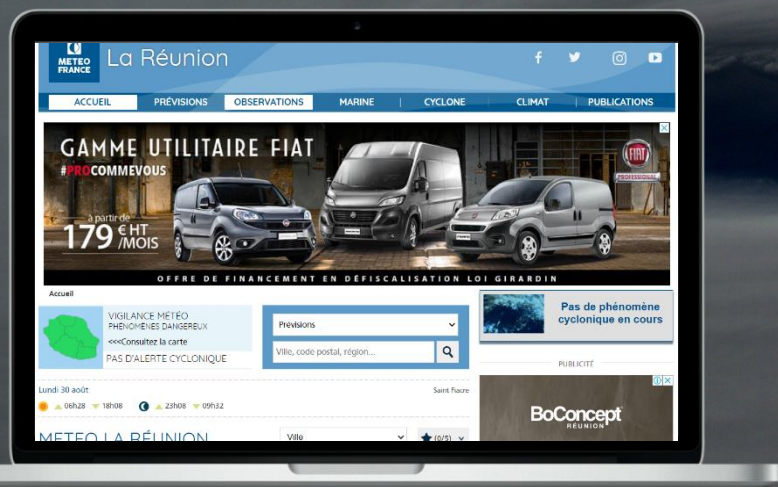 METEO
FRANCE
La Réunion
ACCUEIL
PRÉVISIONS
OBSERVATIONS
MARINE
CYCLONE
CLIMAT
PUBLICATIONS
GAMME UTILITAIRE FIAT
#PROCOMMEVOUS
à partir de
179 € HT
/MOIS
FIAT
PROFESSIONAL
OFFRE DE FINANCEMENT EN DÉFISCALISATION LOI GIRARDIN
Accueil
VIGILANCE MÉTÉO
PHÉNOMÈNES DANGEREUX
<<<Consultez la carte
PAS D'ALERTE CYCLONIQUE
Prévisions
Ville, code postal, région...
Pas de phénomène
cyclonique en cours
PUBLICITÉ
Lundi 30 août
Saint Fiacre
06h28
18h08
23h08
09h32
BoConcept
RÉUNION
METEO LA RÉUNION
Ville
(0/5)